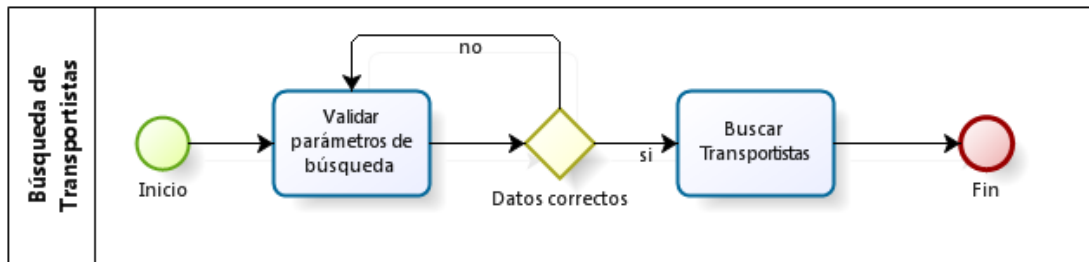 Búsqueda de
Transportistas
Inicio
Validar
parámetros de
búsqueda
no
Datos correctos
si
Buscar
Transportistas
Fin